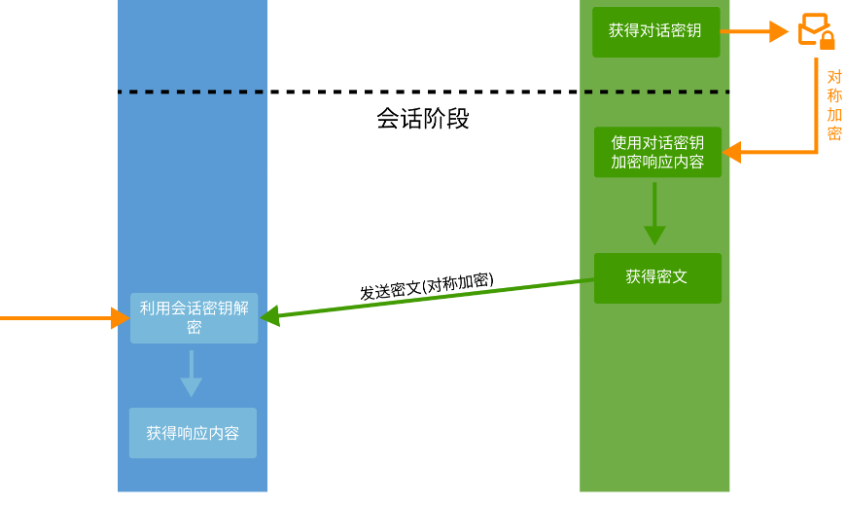 获得对话密钥
对
称
加
密
会话阶段
使用对话密钥
加密响应内容
获得密文
发送密文(对称加密)
利用会话密钥解
密
获得响应内容